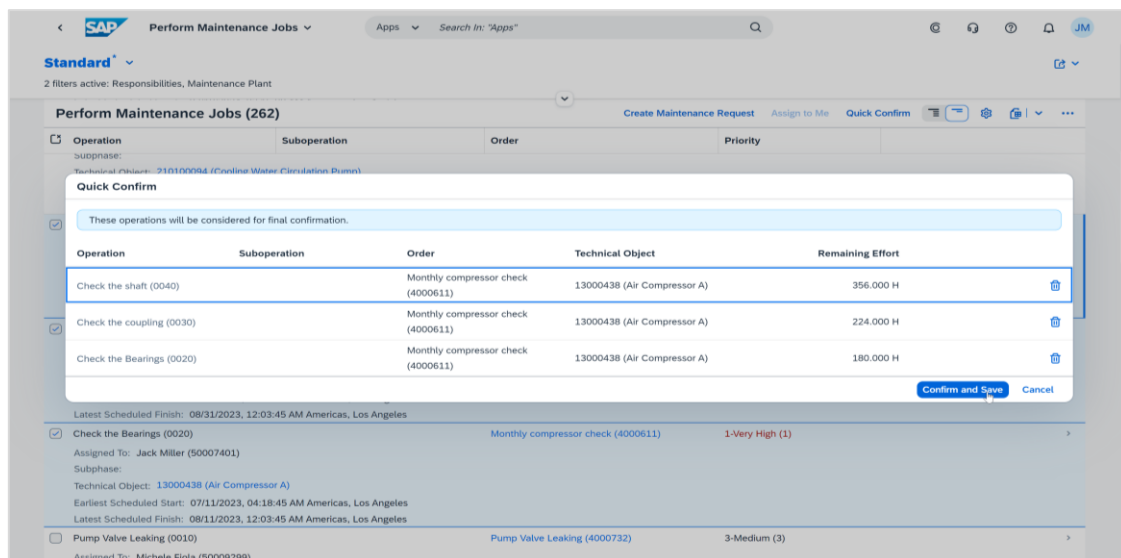 SAP Perform Maintenance Jobs Apps Search In: "Apps" JM
Standard*
2 filters active: Responsibilities, Maintenance Plant
Perform Maintenance Jobs (262) Create Maintenance Request Assign to Me Quick Confirm
Operation Suboperation Order Priority
Subphase:
Technical Object: 210100094 (Cooling Water Circulation Pump)
Quick Confirm
These operations will be considered for final confirmation.
Operation Suboperation Order Technical Object Remaining Effort
Check the shaft (0040) Monthly compressor check (4000611) 13000438 (Air Compressor A) 356.000 H
Check the coupling (0030) Monthly compressor check (4000611) 13000438 (Air Compressor A) 224.000 H
Check the Bearings (0020) Monthly compressor check (4000611) 13000438 (Air Compressor A) 180.000 H
Confirm and Save Cancel
Latest Scheduled Finish: 08/31/2023, 12:03:45 AM Americas, Los Angeles
Check the Bearings (0020) Monthly compressor check (4000611) 1-Very High (1)
Assigned To: Jack Miller (50007401)
Subphase:
Technical Object: 13000438 (Air Compressor A)
Earliest Scheduled Start: 07/11/2023, 04:18:45 AM Americas, Los Angeles
Latest Scheduled Finish: 08/11/2023, 12:03:45 AM Americas, Los Angeles
Pump Valve Leaking (0010) Pump Valve Leaking (4000732) 3-Medium (3)
Assigned To: Michele Fiola (50009299)